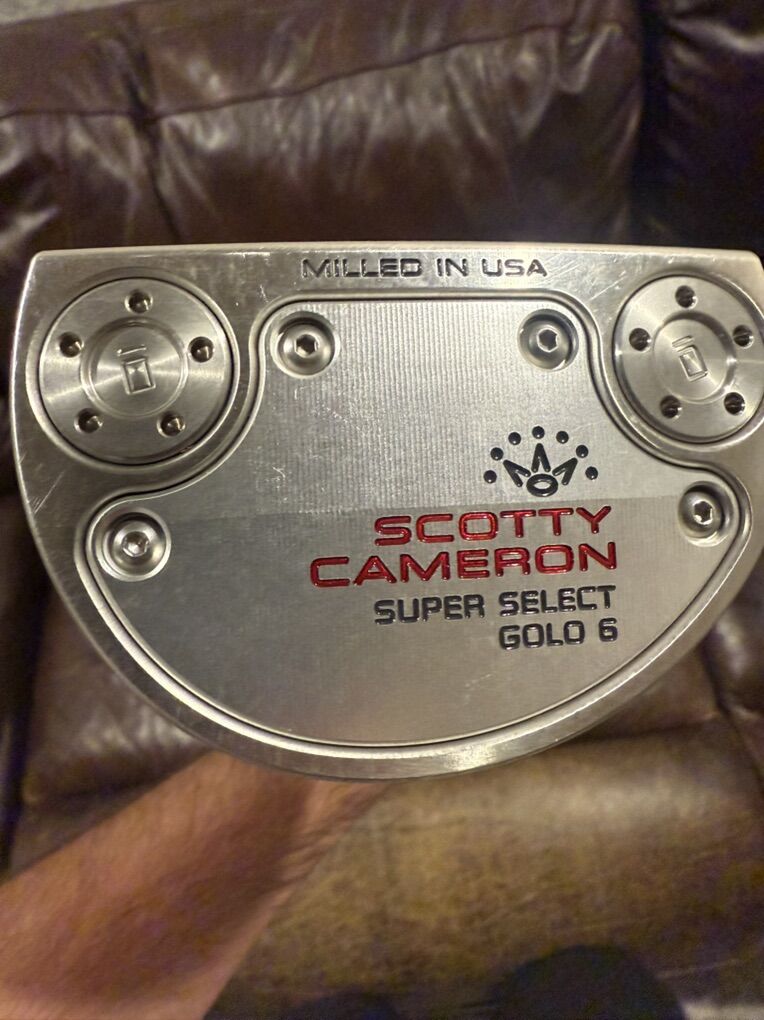 MILLED IN USA
SCOTTY
CAMERON
SUPER SELECT
GOLO 6